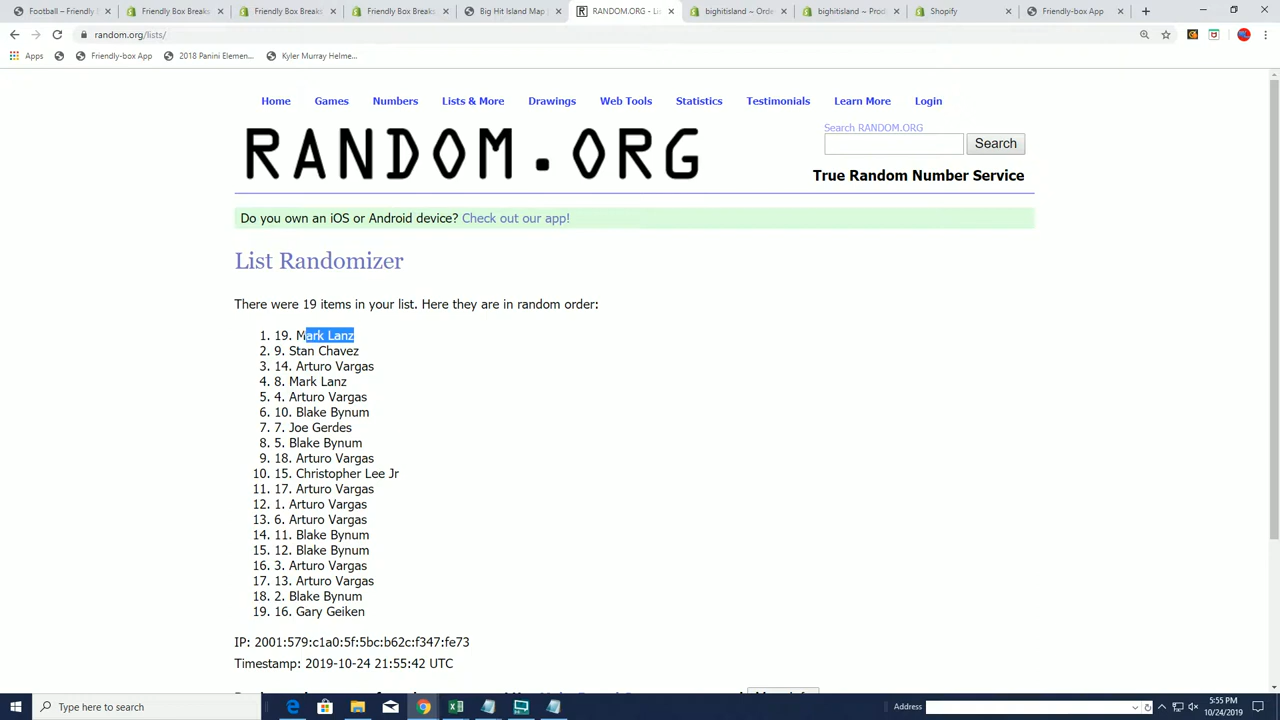 Football – Friendly
Friendly Box Breaks
Friendly Box Breaks
Friendly Box Breaks
Big Hit Island Map
RANDOM.ORG - Li
bighitisland ~ Orde
bighitisland ~ Prod
Shopify
Friendly-box App
random.org/lists/
Apps
Friendly-box App
2018 Panini Elemen...
Kyler Murray Helme...
Home
Games
Numbers
Lists & More
Drawings
Web Tools
Statistics
Testimonials
Learn More
Login
RANDOM.ORG
Search RANDOM.ORG
Search
True Random Number Service
Do you own an iOS or Android device? Check out our app!
List Randomizer
There were 19 items in your list. Here they are in random order:
1. 19. Mark Lanz
2. 9. Stan Chavez
3. 14. Arturo Vargas
4. 8. Mark Lanz
5. 4. Arturo Vargas
6. 10. Blake Bynum
7. 7. Joe Gerdes
8. 5. Blake Bynum
9. 18. Arturo Vargas
10. 15. Christopher Lee Jr
11. 17. Arturo Vargas
12. 1. Arturo Vargas
13. 6. Arturo Vargas
14. 11. Blake Bynum
15. 12. Blake Bynum
16. 3. Arturo Vargas
17. 13. Arturo Vargas
18. 2. Blake Bynum
19. 16. Gary Geiken
IP: 2001:579:c1a0:5f:5bc:b62c:f347:fe73
Timestamp: 2019-10-24 21:55:42 UTC
Type here to search
Address
5:55 PM
10/24/2019